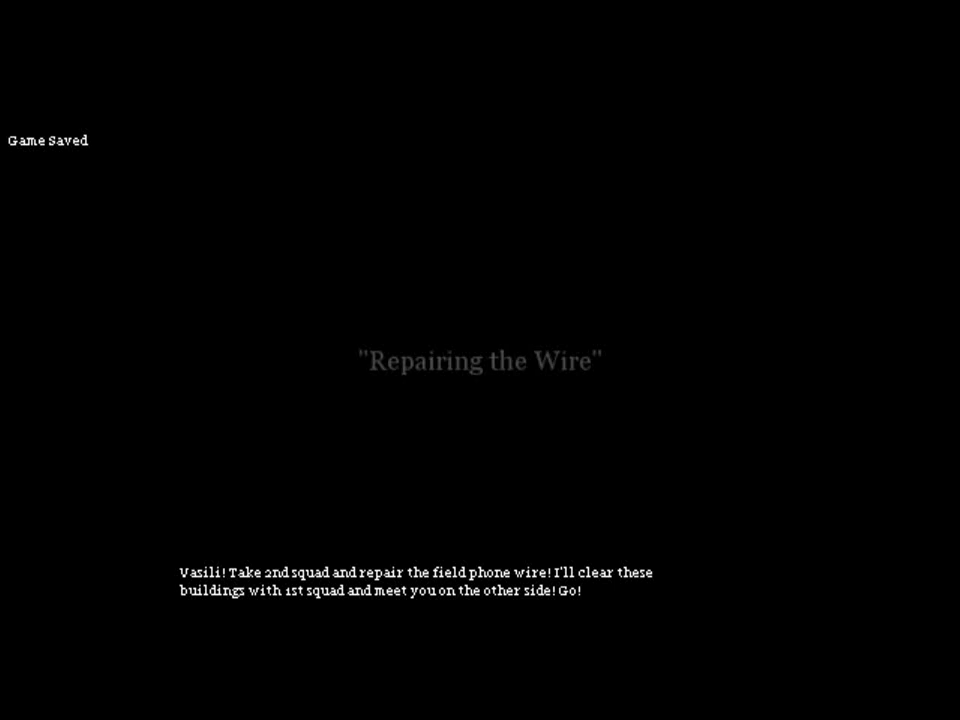 Game Saved
"Repairing the Wire"
Vasili! Take 2nd squad and repair the field phone wire! I'll clear these
buildings with 1st squad and meet you on the other side! Go!